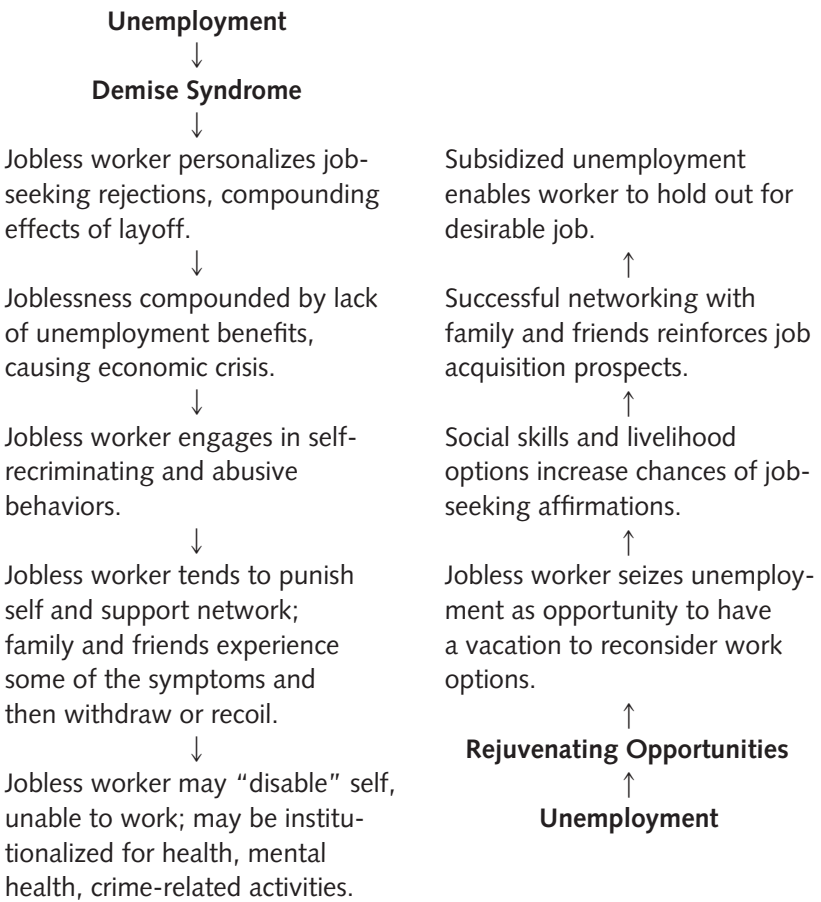 Unemployment
↓
Demise Syndrome
↓
Jobless worker personalizes job-
seeking rejections, compounding
effects of layoff.
↓
Joblessness compounded by lack
of unemployment benefits,
causing economic crisis.
↓
Jobless worker engages in self-
recriminating and abusive
behaviors.
↓
Jobless worker tends to punish
self and support network;
family and friends experience
some of the symptoms and
then withdraw or recoil.
↓
Jobless worker may “disable” self,
unable to work; may be institu-
tionalized for health, mental
health, crime-related activities.
Subsidized unemployment
enables worker to hold out for
desirable job.
↑
Successful networking with
family and friends reinforces job
acquisition prospects.
↑
Social skills and livelihood
options increase chances of job-
seeking affirmations.
↑
Jobless worker seizes unemploy-
ment as opportunity to have
a vacation to reconsider work
options.
↑
Rejuvenating Opportunities
↑
Unemployment